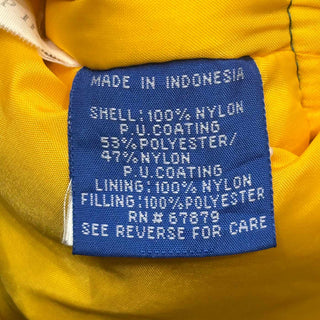 MADE IN INDONESIA
SHELL: 100% NYLON
P.U.COATING
53% POLYESTER/
47% NYLON
P.U.COATING
LINING: 100% NYLON
FILLING: 100% POLYESTER
RN # 67879
SEE REVERSE FOR CARE